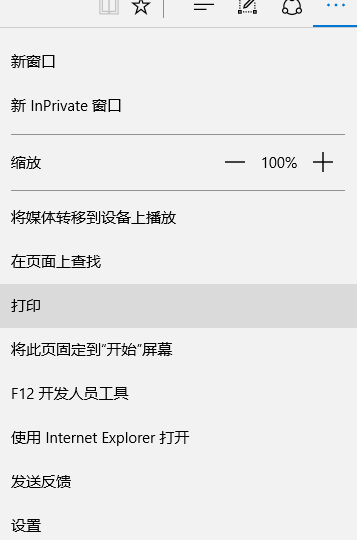 新窗口
新 InPrivate 窗口
缩放 — 100% +
将媒体转移到设备上播放
在页面上查找
打印
将此页固定到“开始”屏幕
F12 开发人员工具
使用 Internet Explorer 打开
发送反馈
设置